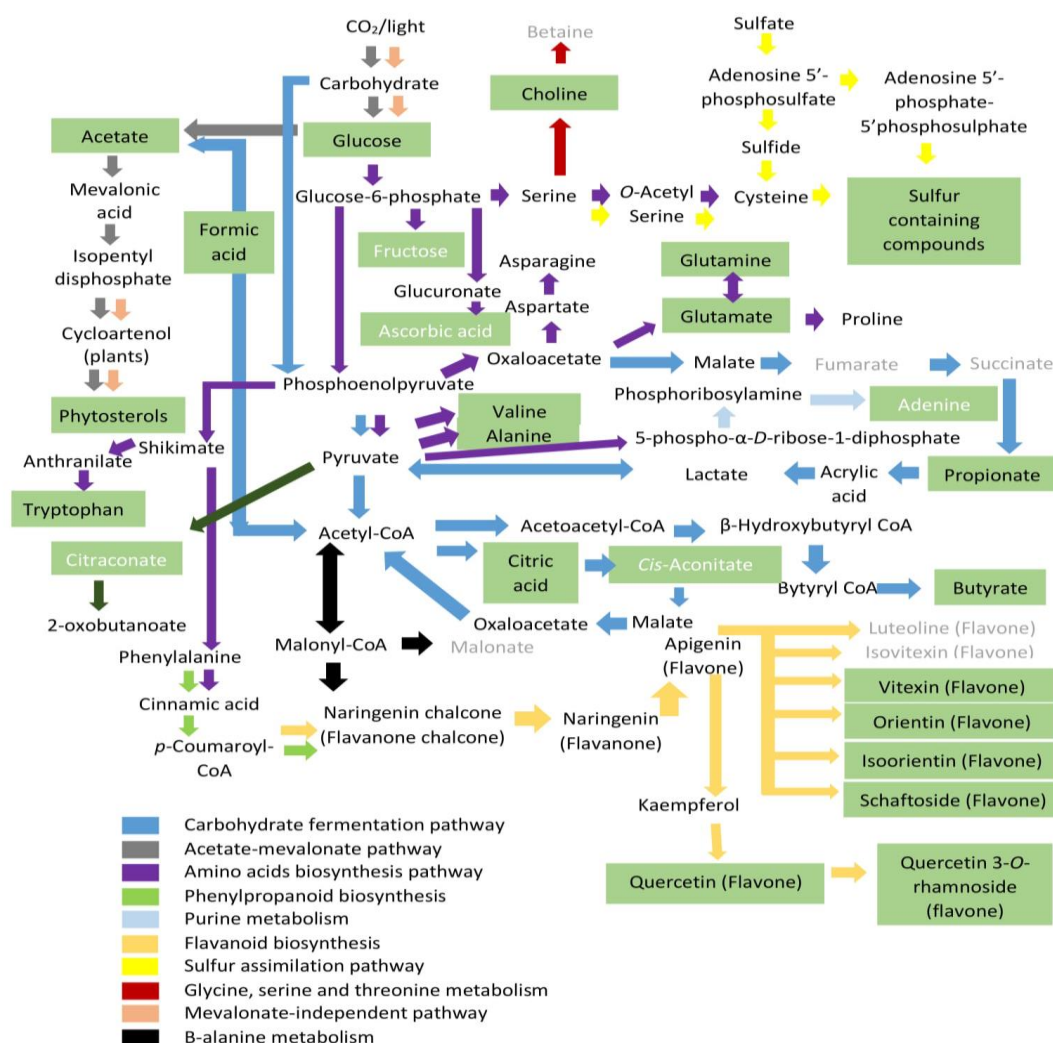 CO₂/light
Carbohydrate
Glucose
Acetate
Mevalonic
acid
Isopentyl
disphosphate
Cycloartenol
(plants)
Phytosterols
Formic
acid
Glucose-6-phosphate
Fructose
Glucuronate
Ascorbic acid
Betaine
Choline
Serine
O-Acetyl
Serine
Sulfate
Adenosine 5’-
phosphosulfate
Sulfide
Cysteine
Adenosine 5’-
phosphate-
5’phosphosulphate
Sulfur
containing
compounds
Asparagine
Aspartate
Oxaloacetate
Glutamine
Glutamate
Proline
Malate
Fumarate
Succinate
Phosphoenolpyruvate
Phosphoribosylamine
Adenine
Valine
Alanine
5-phospho-α-D-ribose-1-diphosphate
Shikimate
Anthranilate
Tryptophan
Pyruvate
Lactate
Acrylic
acid
Propionate
Citraconate
2-oxobutanoate
Acetyl-CoA
Acetoacetyl-CoA
β-Hydroxybutyryl CoA
Citric
acid
Cis-Aconitate
Bytyryl CoA
Butyrate
Oxaloacetate
Malate
Malonyl-CoA
Malonate
Phenylalanine
Cinnamic acid
p-Coumaroyl-
CoA
Naringenin chalcone
(Flavanone chalcone)
Naringenin
(Flavanone)
Apigenin
(Flavone)
Luteoline (Flavone)
Isovitexin (Flavone)
Vitexin (Flavone)
Orientin (Flavone)
Isoorientin (Flavone)
Schaftoside (Flavone)
Kaempferol
Quercetin (Flavone)
Quercetin 3-O-
rhamnoside
(flavone)
Carbohydrate fermentation pathway
Acetate-mevalonate pathway
Amino acids biosynthesis pathway
Phenylpropanoid biosynthesis
Purine metabolism
Flavanoid biosynthesis
Sulfur assimilation pathway
Glycine, serine and threonine metabolism
Mevalonate-independent pathway
B-alanine metabolism